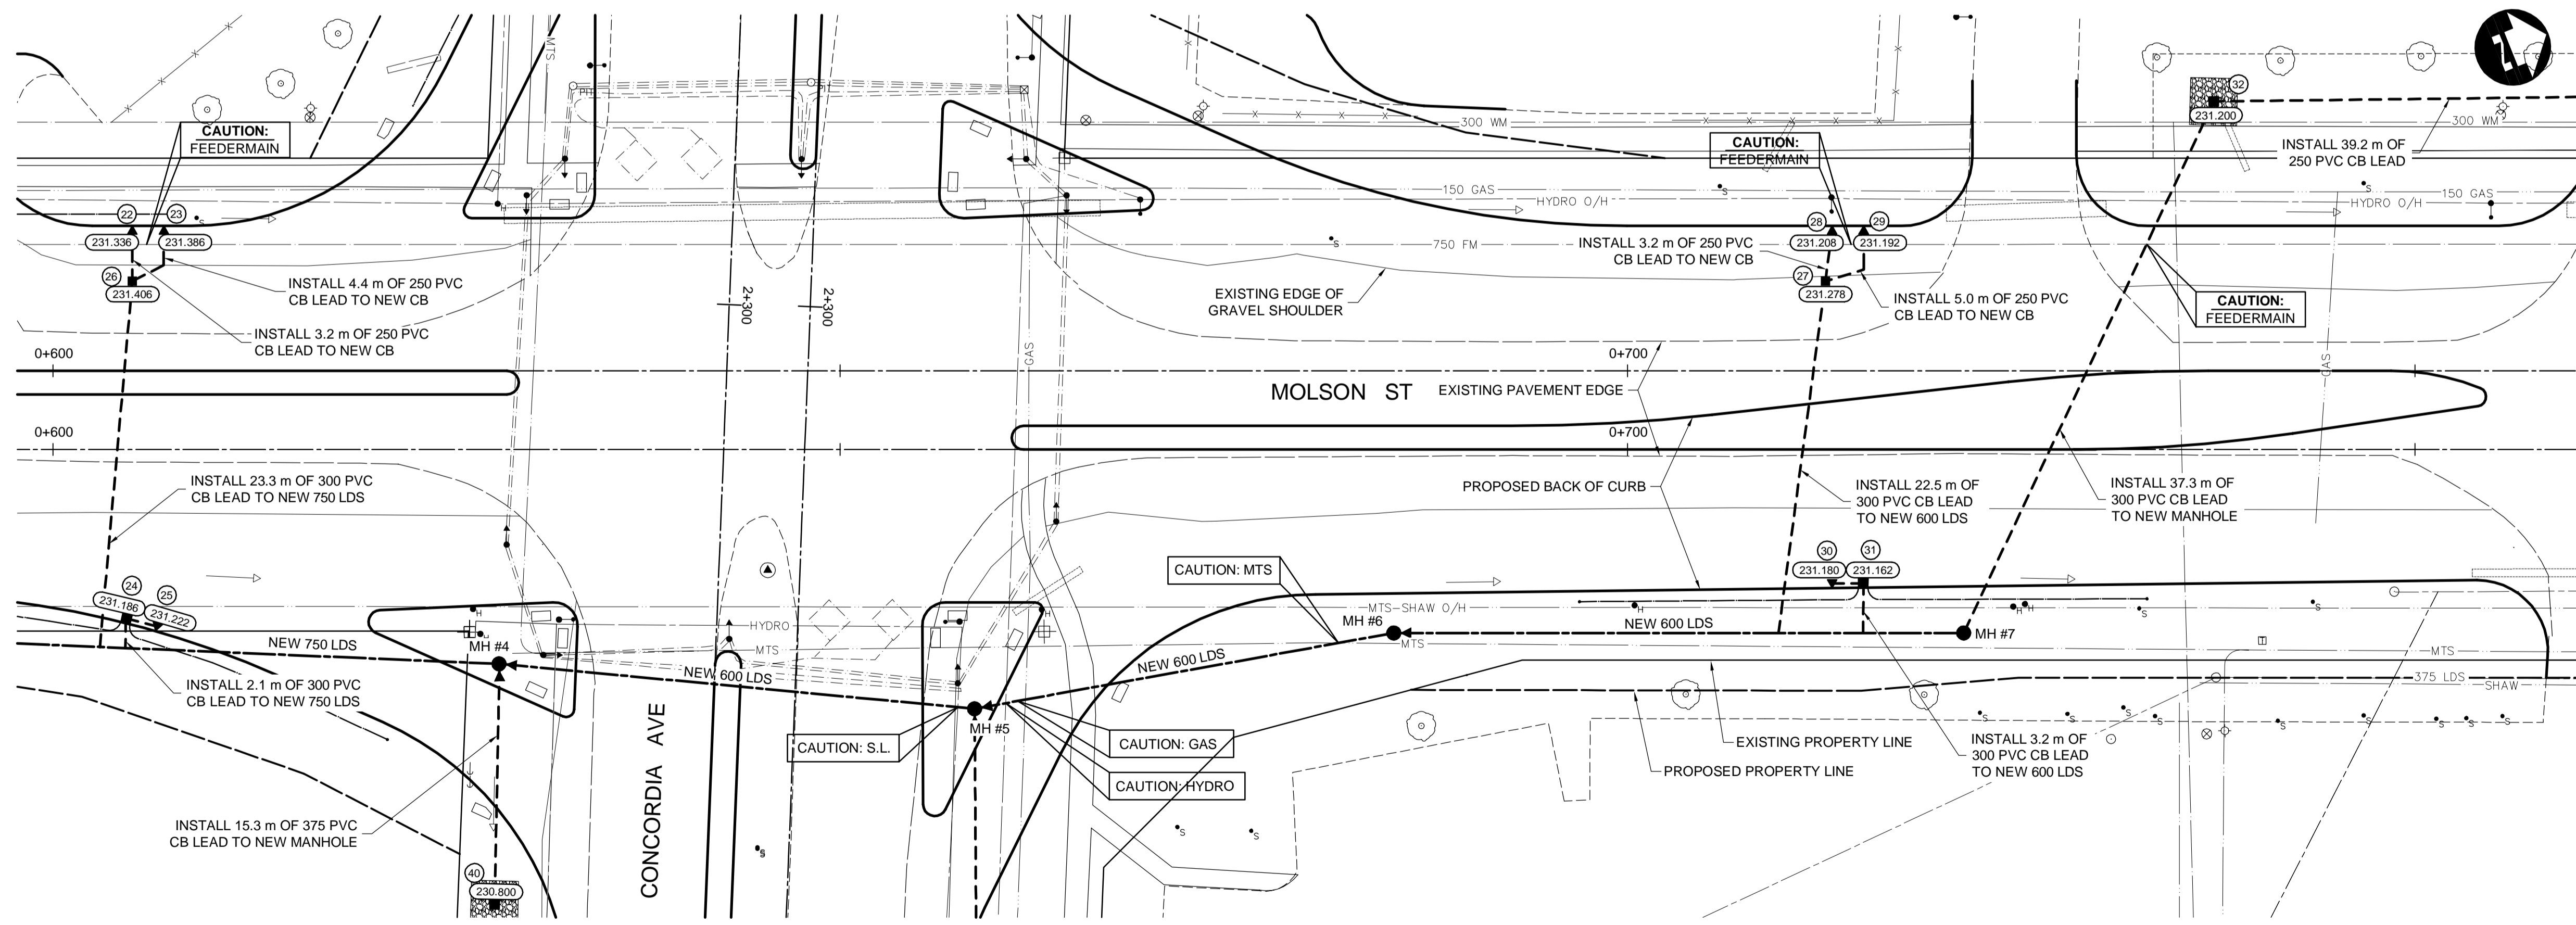 MTS
PIT
32
231.200
300 WM
300 WM
CAUTION:
FEEDERMAIN
CAUTION:
FEEDERMAIN
INSTALL 39.2 m OF
250 PVC CB LEAD
150 GAS
HYDRO O/H
S
S
150 GAS
HYDRO O/H
H
22
23
S
231.336
231.386
750 FM
S
28
29
231.208
231.192
INSTALL 3.2 m OF 250 PVC
CB LEAD TO NEW CB
26
231.406
INSTALL 4.4 m OF 250 PVC
CB LEAD TO NEW CB
27
231.278
EXISTING EDGE OF
GRAVEL SHOULDER
INSTALL 5.0 m OF 250 PVC
CB LEAD TO NEW CB
CAUTION:
FEEDERMAIN
2+300
2+300
INSTALL 3.2 m OF 250 PVC
CB LEAD TO NEW CB
0+600
0+700
GAS
GAS
MOLSON ST
EXISTING PAVEMENT EDGE
0+600
0+700
INSTALL 23.3 m OF 300 PVC
CB LEAD TO NEW 750 LDS
PROPOSED BACK OF CURB
INSTALL 22.5 m OF
300 PVC CB LEAD
TO NEW 600 LDS
INSTALL 37.3 m OF
300 PVC CB LEAD
TO NEW MANHOLE
24
25
231.186
231.222
CAUTION: MTS
30
31
231.180
231.162
MTS-SHAW O/H
H
H
H
H
H
S
S
HYDRO
MH #6
NEW 600 LDS
MH #7
NEW 750 LDS
MH #4
MTS
MTS
MTS
NEW 600 LDS
NEW 600 LDS
375 LDS
SHAW
INSTALL 2.1 m OF 300 PVC
CB LEAD TO NEW 750 LDS
MH #5
CAUTION: S.L.
CAUTION: GAS
CAUTION: HYDRO
S
S
S
S
S
S
S
S
S
EXISTING PROPERTY LINE
PROPOSED PROPERTY LINE
INSTALL 3.2 m OF
300 PVC CB LEAD
TO NEW 600 LDS
CONCORDIA AVE
INSTALL 15.3 m OF 375 PVC
CB LEAD TO NEW MANHOLE
S
S
S
40
230.800